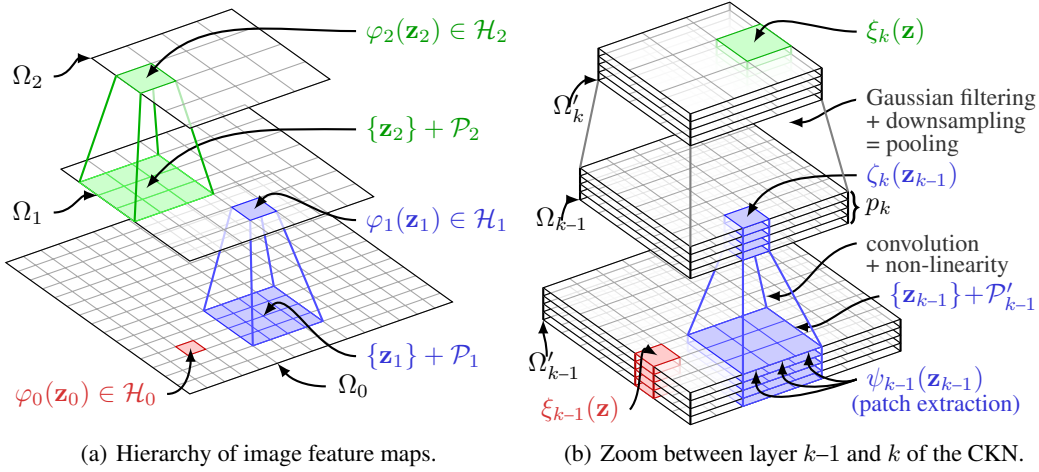 φ₂(z₂) ∈ ℋ₂
Ω₂
{z₂} + 𝒫₂
Ω₁
φ₁(z₁) ∈ ℋ₁
{z₁} + 𝒫₁
Ω₀
φ₀(z₀) ∈ ℋ₀
(a) Hierarchy of image feature maps.
ξₖ(z)
Ω′ₖ
Gaussian filtering
+ downsampling
= pooling
ζₖ(zₖ₋₁)
Ωₖ₋₁
pₖ
convolution
+ non-linearity
{zₖ₋₁}+𝒫′ₖ₋₁
Ω′ₖ₋₁
ψₖ₋₁(zₖ₋₁)
(patch extraction)
ξₖ₋₁(z)
(b) Zoom between layer k–1 and k of the CKN.